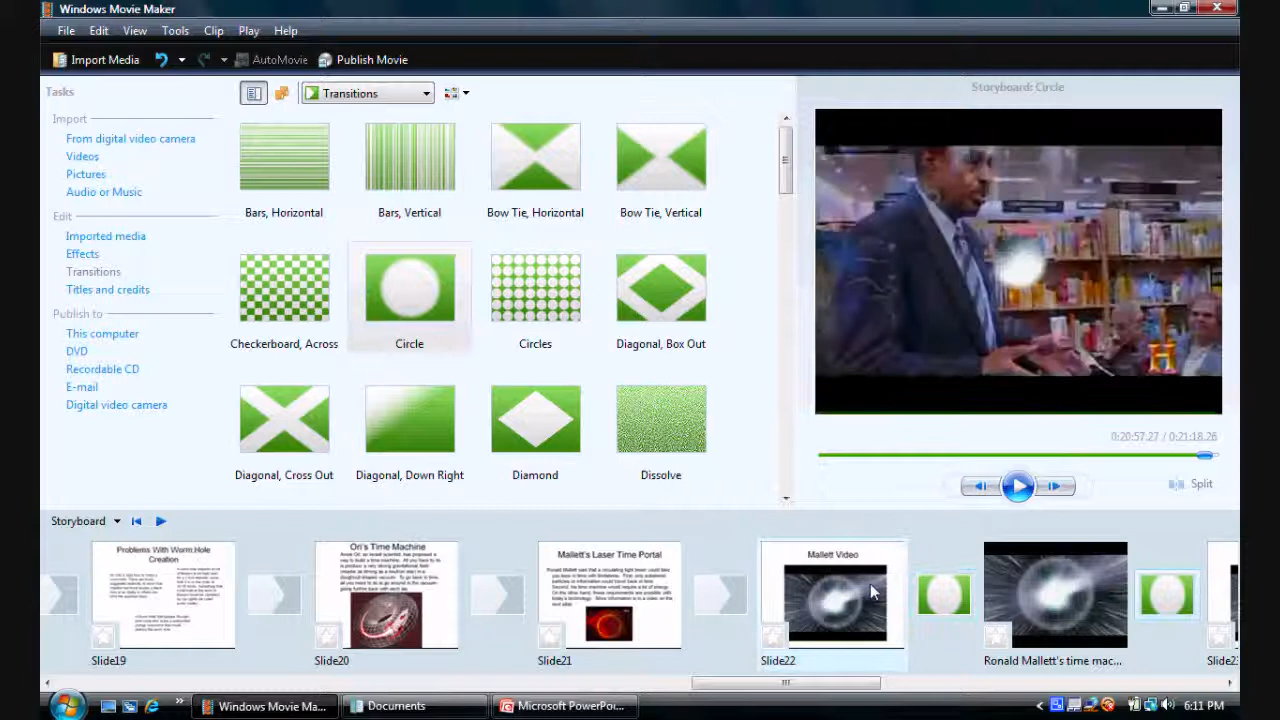 Windows Movie Maker
File Edit View Tools Clip Play Help
Import Media AutoMovie Publish Movie
Tasks
Import
From digital video camera
Videos
Pictures
Audio or Music
Edit
Imported media
Effects
Transitions
Titles and credits
Publish to
This computer
DVD
Recordable CD
E-mail
Digital video camera
Transitions
Bars, Horizontal
Bars, Vertical
Bow Tie, Horizontal
Bow Tie, Vertical
Checkerboard, Across
Circle
Circles
Diagonal, Box Out
Diagonal, Cross Out
Diagonal, Down Right
Diamond
Dissolve
Storyboard: Circle
H
0:20:57.27 / 0:21:18.26
Split
Storyboard
Problems With Worm Hole
Creation
Slide19
Ori's Time Machine
Slide20
Mallett's Laser Time Portal
Slide21
Mallett Video
Slide22
Ronald Mallett's time mac...
Slide2
Windows Movie Ma...
Documents
Microsoft PowerPoi...
6:11 PM